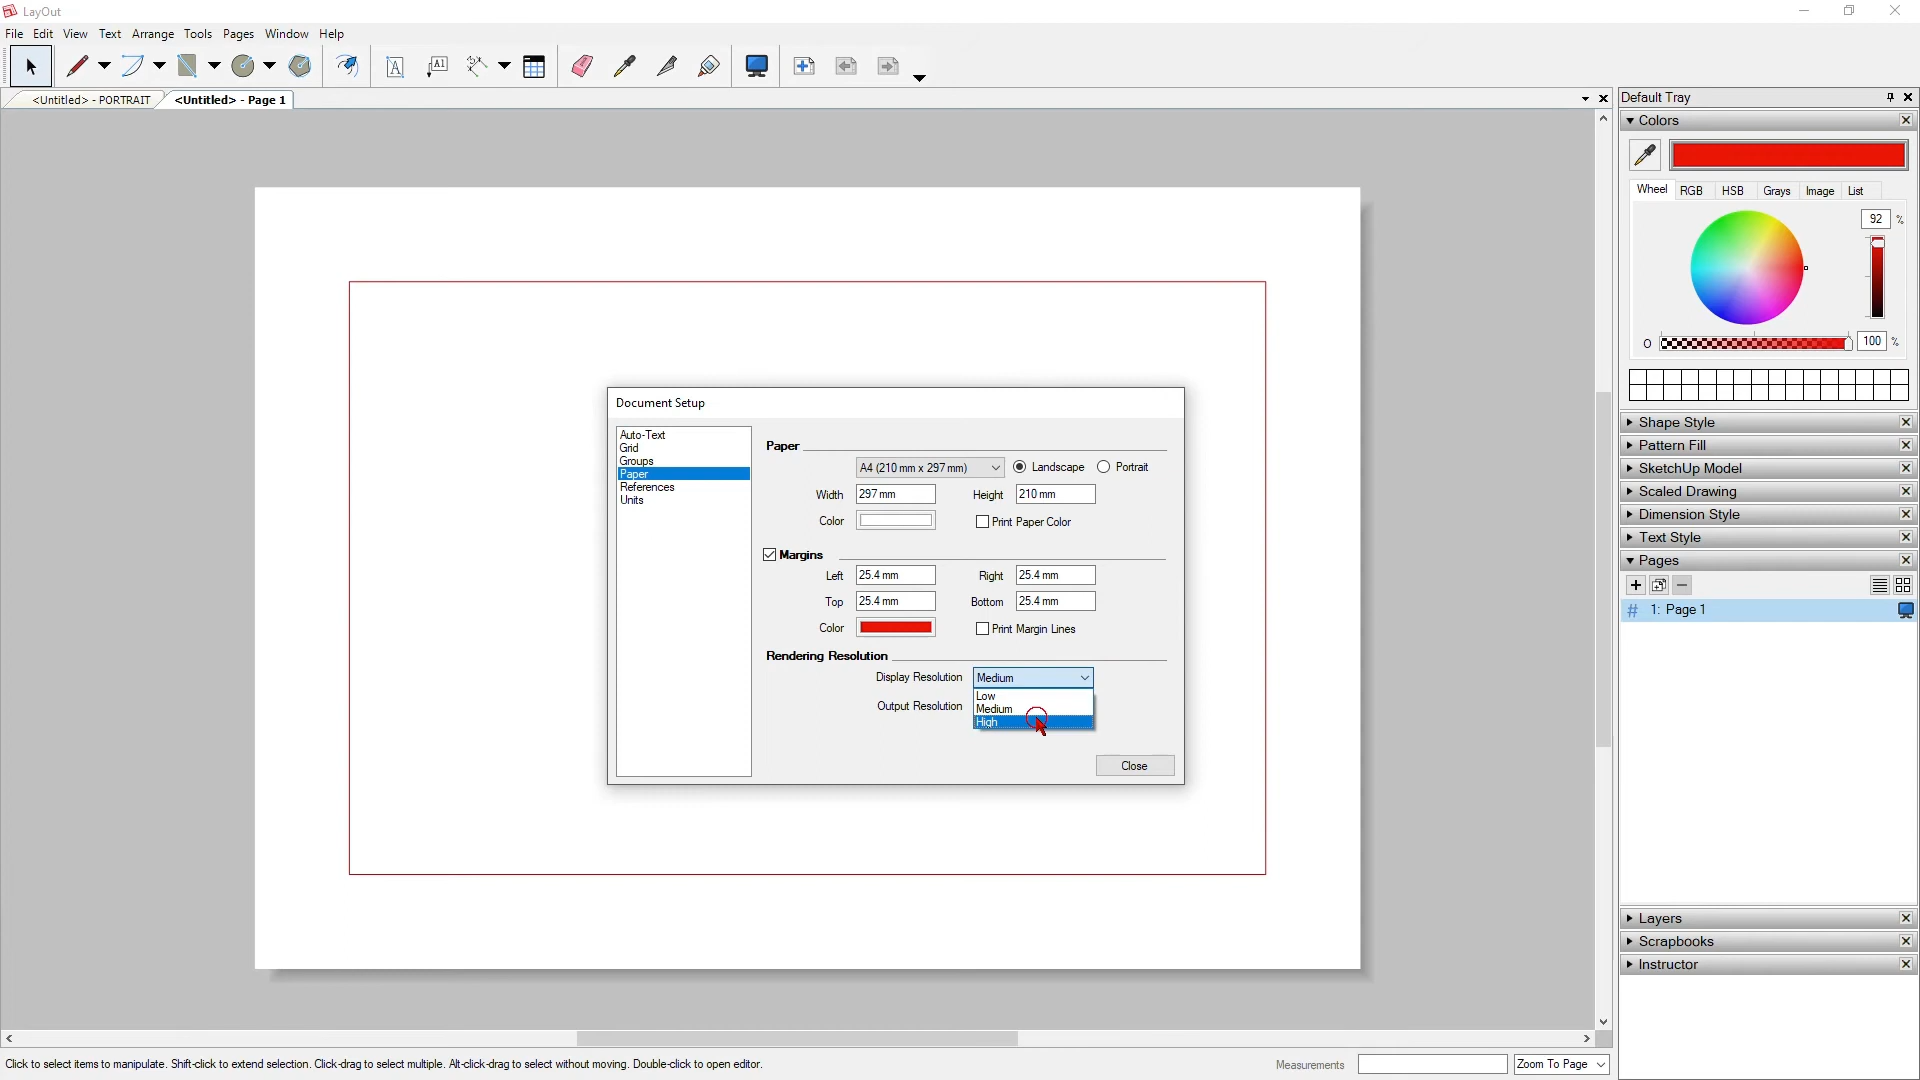 LayOut
File Edit View Text Arrange Tools Pages Window Help
A A1
<Untitled> - PORTRAIT <Untitled> - Page 1
Default Tray
Colors
Wheel RGB HSB Grays Image List
92 %
O 100 %
Shape Style
Pattern Fill
SketchUp Model
Scaled Drawing
Dimension Style
Text Style
Pages
# 1: Page 1
Layers
Scrapbooks
Instructor
Document Setup
Auto-Text
Grid
Groups
Paper
References
Units
Paper
A4 (210 mm x 297 mm) Landscape Portrait
Width 297 mm Height 210 mm
Color Print Paper Color
Margins
Left 25.4 mm Right 25.4 mm
Top 25.4 mm Bottom 25.4 mm
Color Print Margin Lines
Rendering Resolution
Display Resolution Medium
Low
Output Resolution Medium
High
Close
Click to select items to manipulate. Shift-click to extend selection. Click-drag to select multiple. Alt-click-drag to select without moving. Double-click to open editor.
Measurements Zoom To Page